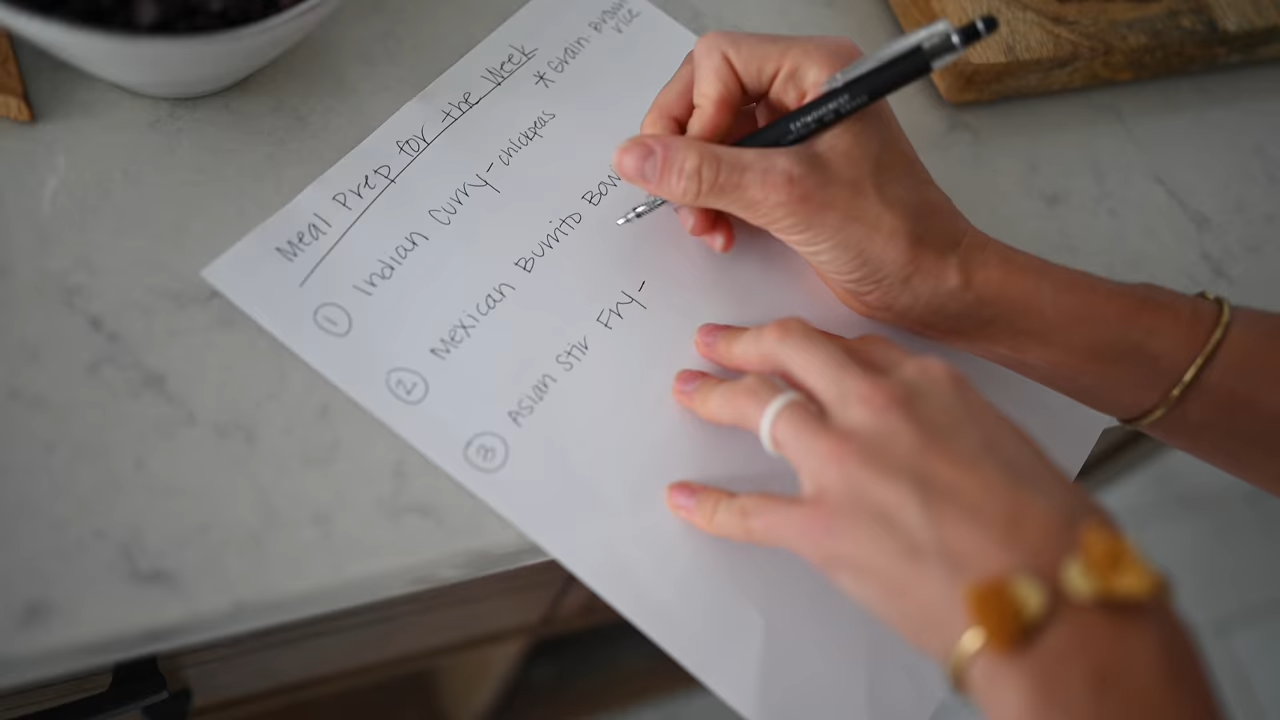 Meal Prep for the Week
* Grain- Brown
rice
① Indian Curry - chickpeas
② Mexican Burrito Bowl
③ Asian Stir Fry -